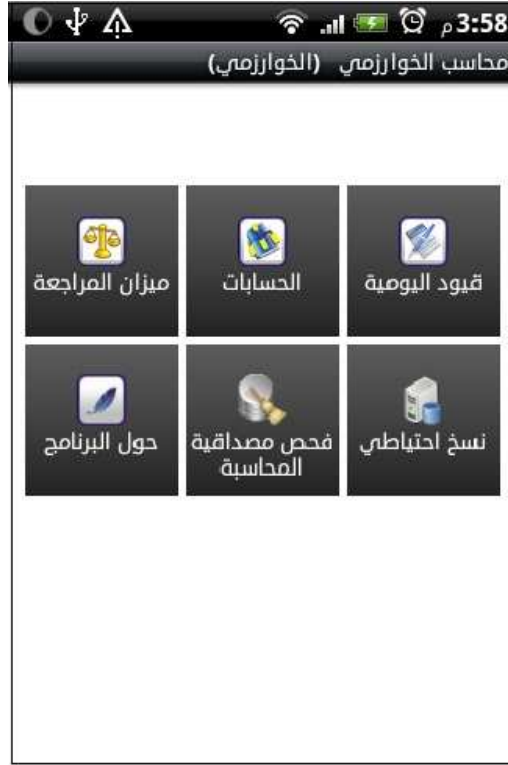 3:58 م
محاسب الخوارزمي (الخوارزمي)
قيود اليومية
الحسابات
ميزان المراجعة
نسخ احتياطي
فحص مصداقية
المحاسبة
حول البرنامج